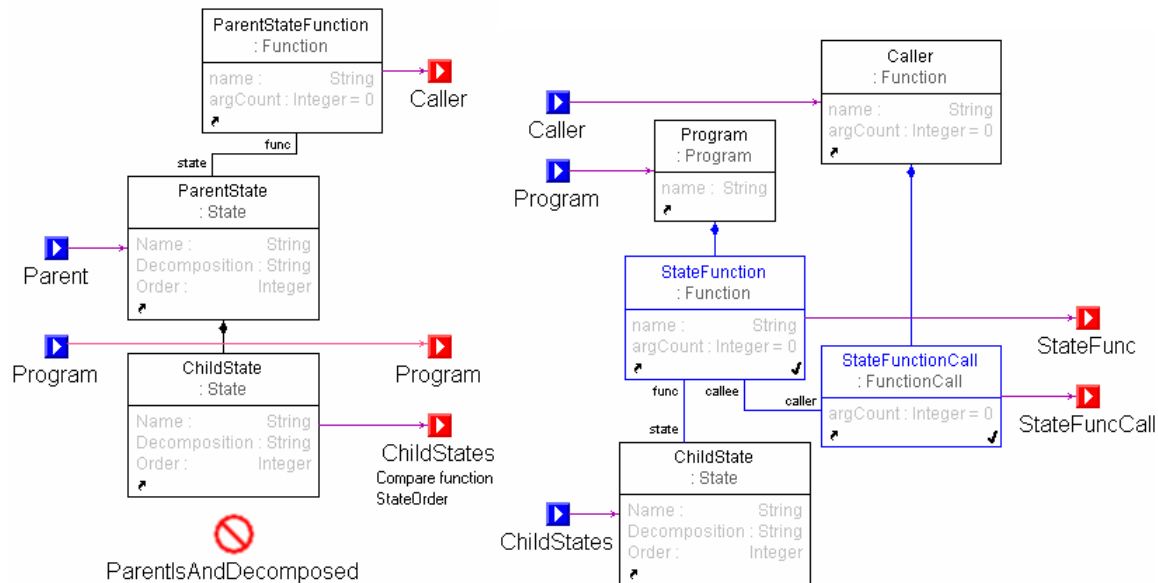 ParentStateFunction
: Function
name : String
argCount : Integer = 0
Caller
func
state
ParentState
: State
Name : String
Decomposition : String
Order : Integer
Parent
Program
Program
ChildState
: State
Name : String
Decomposition : String
Order : Integer
ChildStates
Compare function
StateOrder
ParentIsAndDecomposed
Caller
: Function
name : String
argCount : Integer = 0
Caller
Program
: Program
name : String
Program
StateFunction
: Function
name : String
argCount : Integer = 0
StateFunc
StateFunctionCall
: FunctionCall
argCount : Integer = 0
StateFuncCall
func
callee
caller
state
ChildState
: State
Name : String
Decomposition : String
Order : Integer
ChildStates